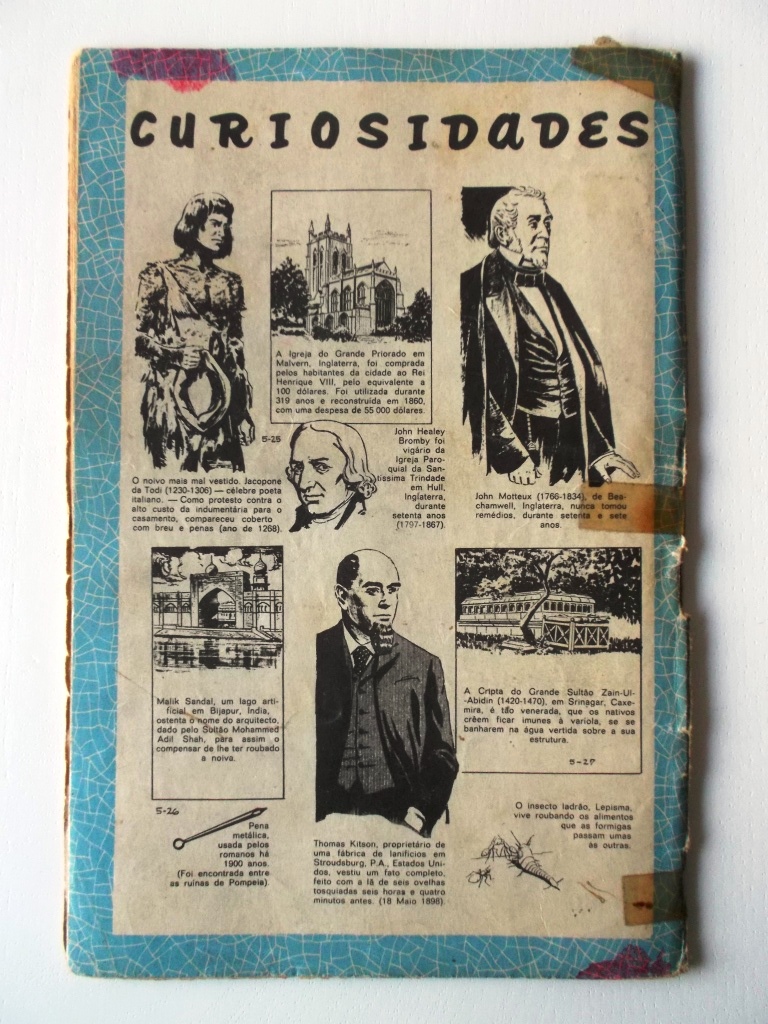 CURIOSIDADES
A Igreja do Grande Priorado em
Malvern, Inglaterra, foi comprada
pelos habitantes da cidade ao Rei
Henrique VIII, pelo equivalente a
100 dólares. Foi utilizada durante
319 anos e reconstruída em 1860,
com uma despesa de 55 000 dólares.
5-25
O noivo mais mal vestido. Jacopone
da Todi (1230-1306) — célebre poeta
italiano. — Como protesto contra o
alto custo da indumentária para o
casamento, compareceu coberto
com breu e penas (ano de 1268).
John Healey
Bromby foi
vigário da
Igreja Paro-
quial da San-
tíssima Trindade
em Hull,
Inglaterra,
durante
setenta anos
(1797-1867).
John Motteux (1766-1834), de Bea-
chamwell, Inglaterra, nunca tomou
remédios, durante setenta e sete
anos.
Malik Sandal, um lago arti-
ficial em Bijapur, Índia,
ostenta o nome do arquitecto,
dado pelo Sultão Mohammed
Adil Shah, para assim o
compensar de lhe ter roubado
a noiva.
5-26
A Cripta do Grande Sultão Zain-Ul-
-Abidin (1420-1470), em Srinagar, Caxe-
mira, é tão venerada, que os nativos
crêem ficar imunes à varíola, se se
banharem na água vertida sobre a sua
estrutura.
5-27
Pena
metálica,
usada pelos
romanos há
1900 anos.
(Foi encontrada entre
as ruínas de Pompeia).
Thomas Kitson, proprietário de
uma fábrica de lanifícios em
Stroudsburg, P.A., Estados Uni-
dos, vestiu um fato completo,
feito com a lã de seis ovelhas
tosquiadas seis horas e quatro
minutos antes. (18 Maio 1898).
O insecto ladrão, Lepisma,
vive roubando os alimentos
que as formigas
passam umas
às outras.